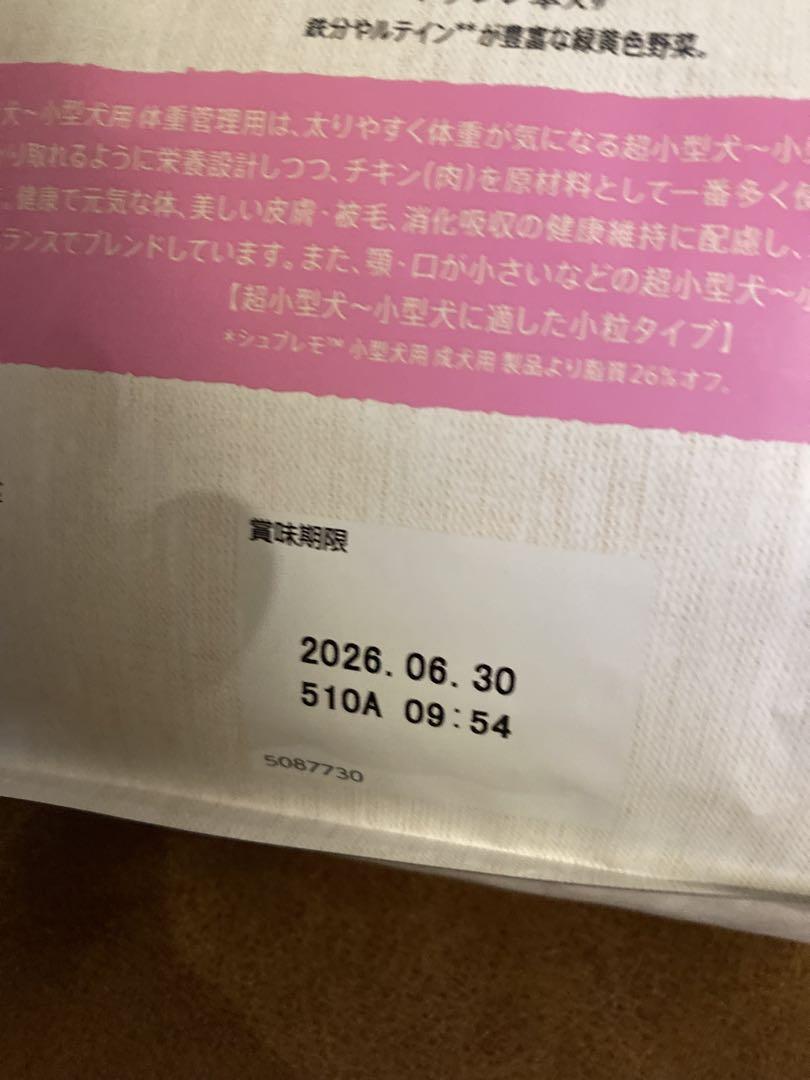 鉄分やルテイン**が豊富な緑黄色野菜。
犬～小型犬用 体重管理用は、太りやすく体重が気になる超小型犬～小型
り取れるように栄養設計しつつ、チキン(肉)を原材料として一番多く
健康で元気な体、美しい皮膚・被毛、消化吸収の健康維持に配慮し、
ランスでブレンドしています。また、顎・口が小さいなどの超小型犬～
【超小型犬～小型犬に適した小粒タイプ】
*シュプレモ™ 小型犬用 成犬用 製品より脂質26%オフ。
賞味期限
2026.06.30
510A 09:54
5087730